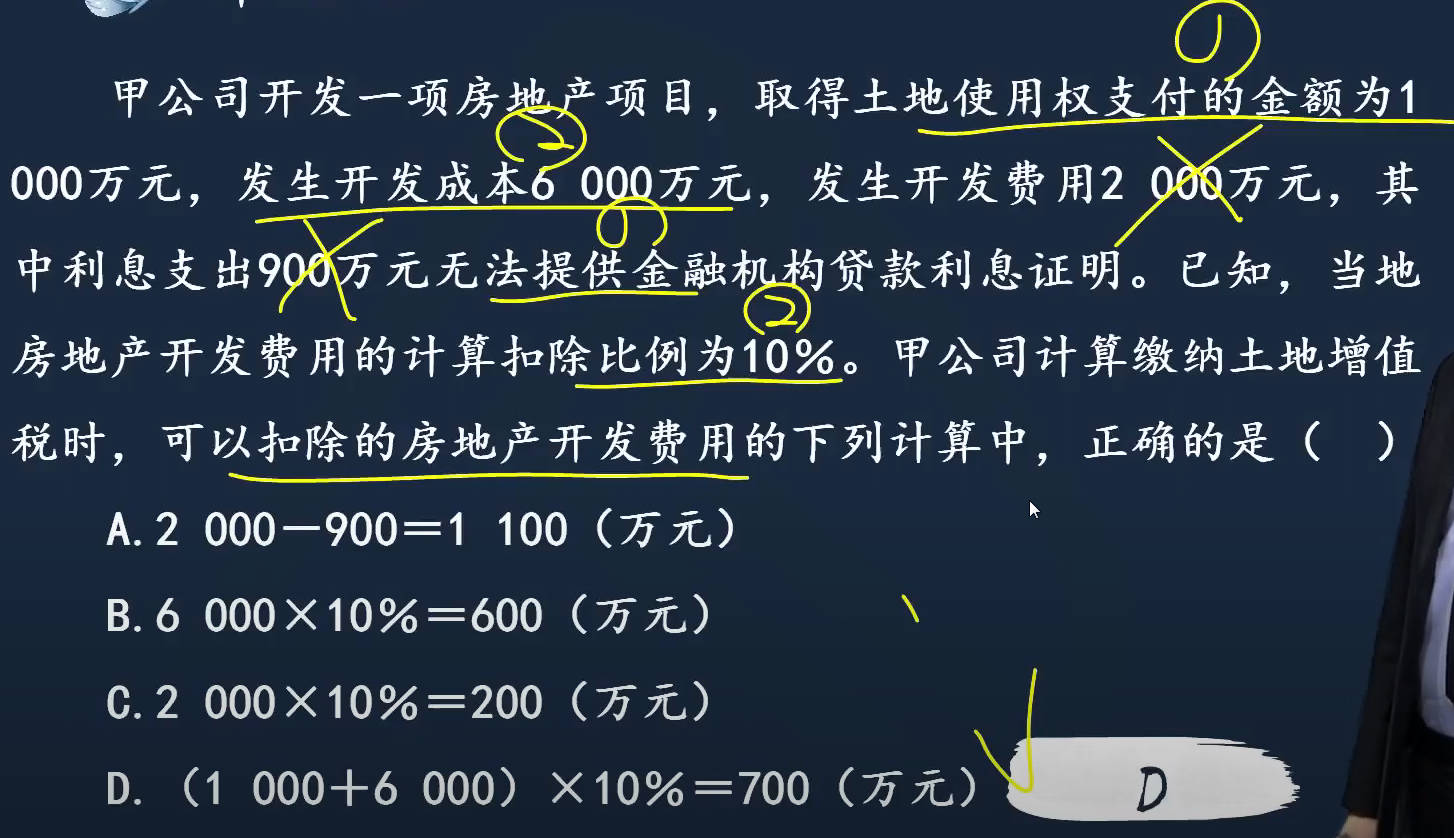 ①
甲公司开发一项房地产项目，取得土地使用权支付的金额为1
②
000万元，发生开发成本6 000万元，发生开发费用2 000万元，其
①
中利息支出900万元无法提供金融机构贷款利息证明。已知，当地
②
房地产开发费用的计算扣除比例为10%。甲公司计算缴纳土地增值
税时，可以扣除的房地产开发费用的下列计算中，正确的是（ ）
A.2 000－900＝1 100（万元）
B.6 000×10%＝600（万元）
C.2 000×10%＝200（万元）
D.（1 000＋6 000）×10%＝700（万元）
D